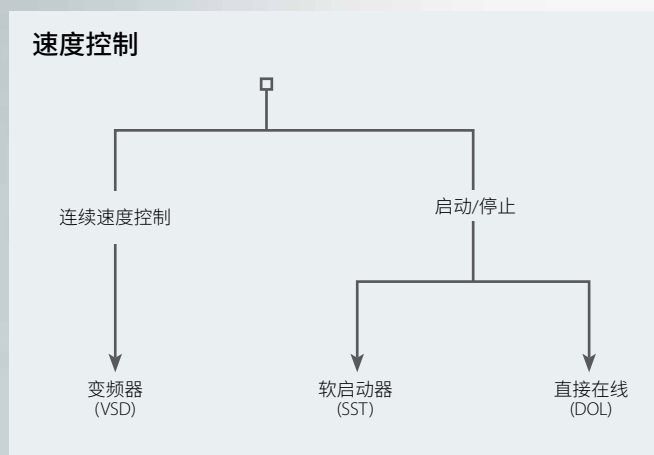 速度控制
连续速度控制
启动/停止
变频器
(VSD)
软启动器
(SST)
直接在线
(DOL)